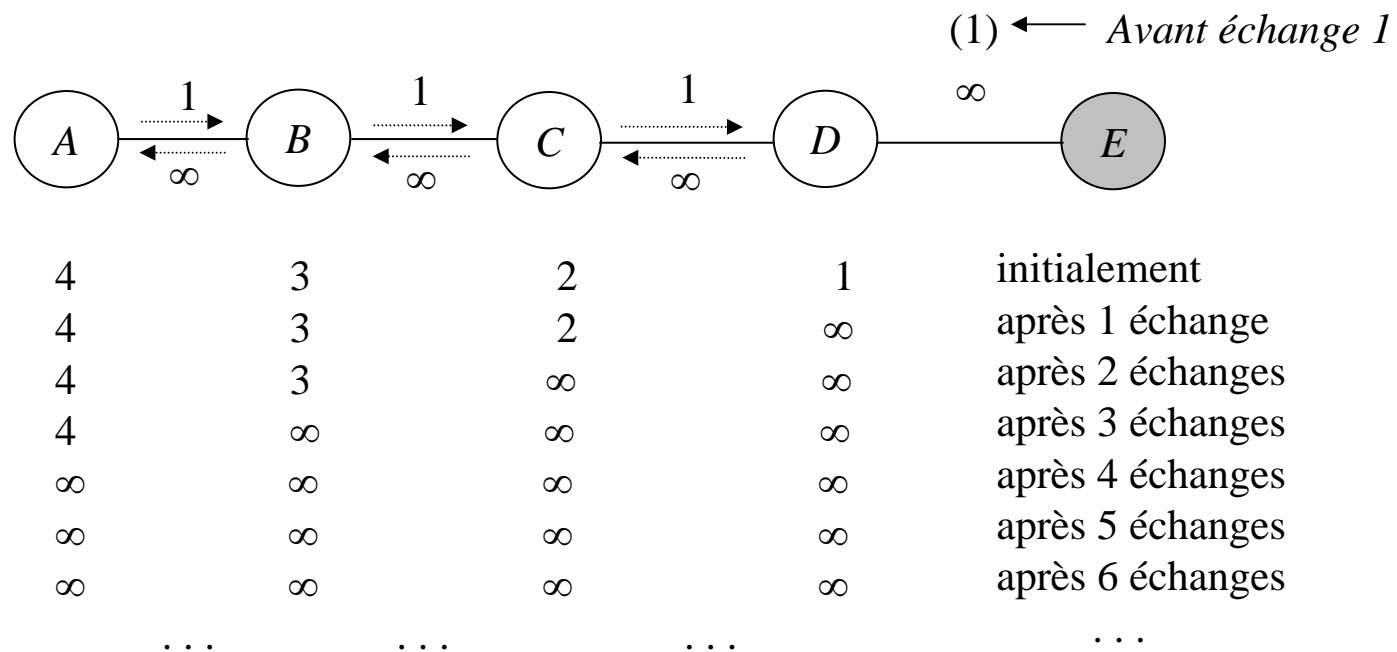 (1) Avant échange 1
1 1 1 ∞
A B C D E
∞ ∞ ∞
4 3 2 1 initialement
4 3 2 ∞ après 1 échange
4 3 ∞ ∞ après 2 échanges
4 ∞ ∞ ∞ après 3 échanges
∞ ∞ ∞ ∞ après 4 échanges
∞ ∞ ∞ ∞ après 5 échanges
∞ ∞ ∞ ∞ après 6 échanges
. . . . . . . . . . . .